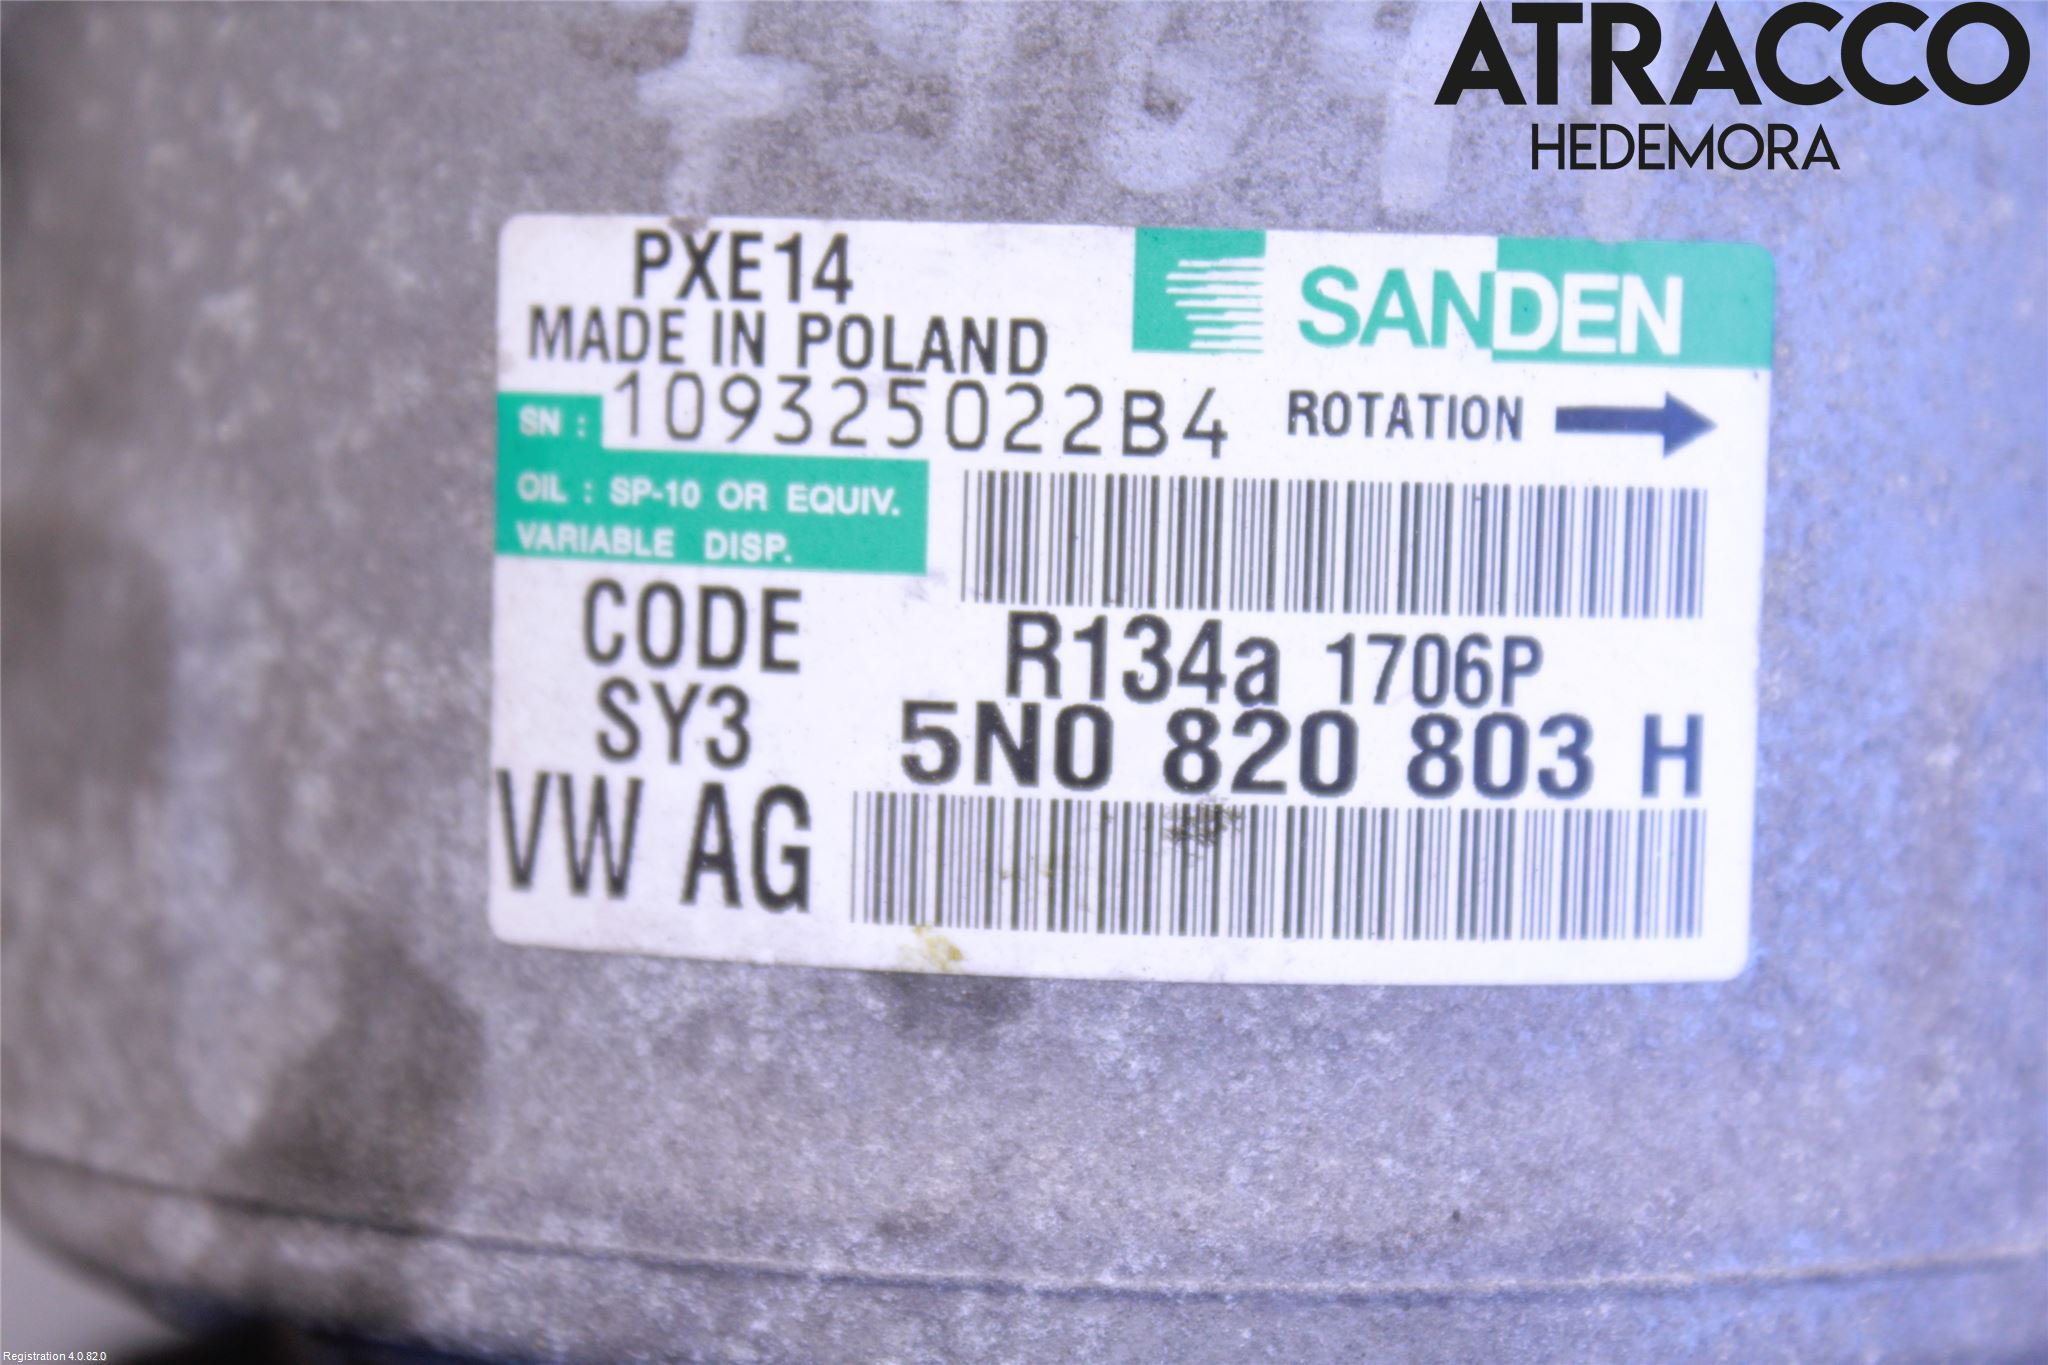 ATRACCO
HEDEMORA
PXE14
SANDEN
MADE IN POLAND
SN : 109325022B4
ROTATION
OIL : SP-10 OR EQUIV.
VARIABLE DISP.
CODE
SY3
R134a 1706P
5N0 820 803 H
VW AG
Registration 4.0.82.0